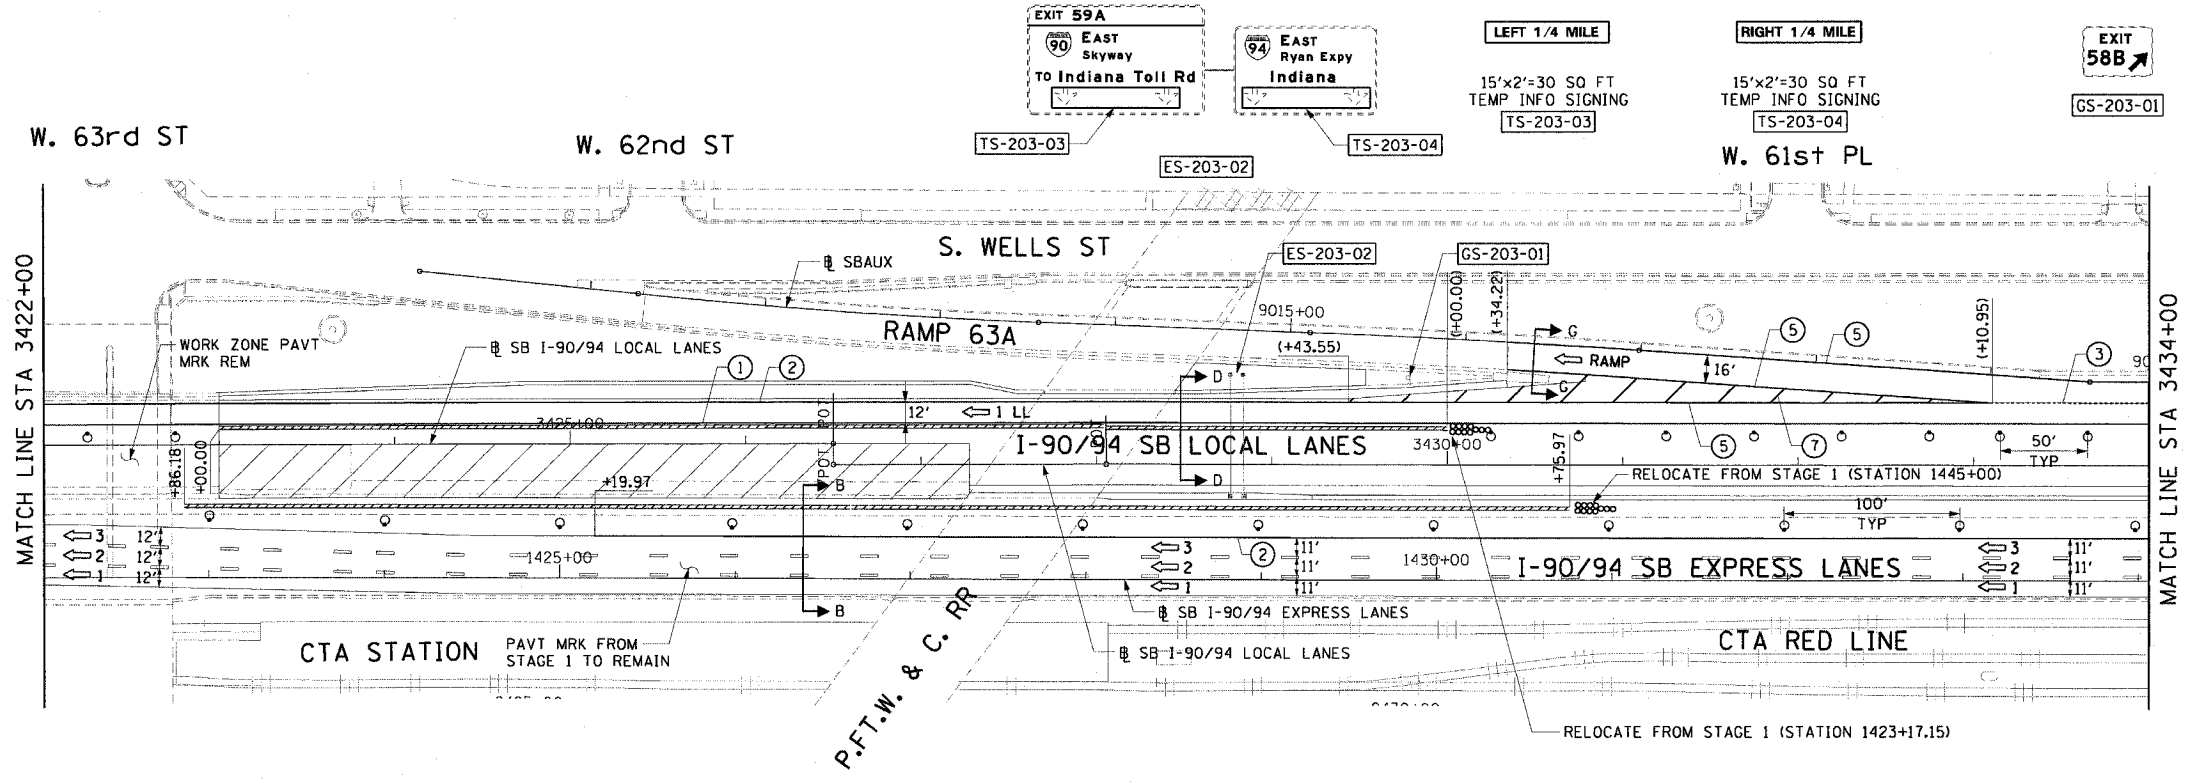 EXIT 59A
90 EAST
Skyway
TO Indiana Toll Rd
94 EAST
Ryan Expy
Indiana
LEFT 1/4 MILE
15'x2'=30 SQ FT
TEMP INFO SIGNING
TS-203-03
RIGHT 1/4 MILE
15'x2'=30 SQ FT
TEMP INFO SIGNING
TS-203-04
EXIT
58B
GS-203-01
TS-203-03
TS-203-04
ES-203-02
W. 63rd ST
W. 62nd ST
W. 61st PL
S. WELLS ST
ES-203-02
GS-203-01
SBAUX
9015+00
(+00.00)
(+34.22)
(+10.95)
RAMP 63A
(+43.55)
G
RAMP
G
16'
5
5
3
90
WORK ZONE PAVT
MRK REM
SB I-90/94 LOCAL LANES
1
2
D
D
12'
1 LL
POT
POT
3425+00
I-90/94 SB LOCAL LANES
3430+00
5
7
50'
TYP
+86.18
+00.00
+19.97
+75.97
B
RELOCATE FROM STAGE 1 (STATION 1445+00)
100'
TYP
MATCH LINE STA 3422+00
MATCH LINE STA 3434+00
3 12'
2 12'
1 12'
1425+00
3 11'
2 11'
1 11'
2
1430+00
I-90/94 SB EXPRESS LANES
3 11'
2 11'
1 11'
B
SB I-90/94 EXPRESS LANES
CTA STATION
PAVT MRK FROM
STAGE 1 TO REMAIN
SB I-90/94 LOCAL LANES
CTA RED LINE
P.FT.W. & C. RR
RELOCATE FROM STAGE 1 (STATION 1423+17.15)